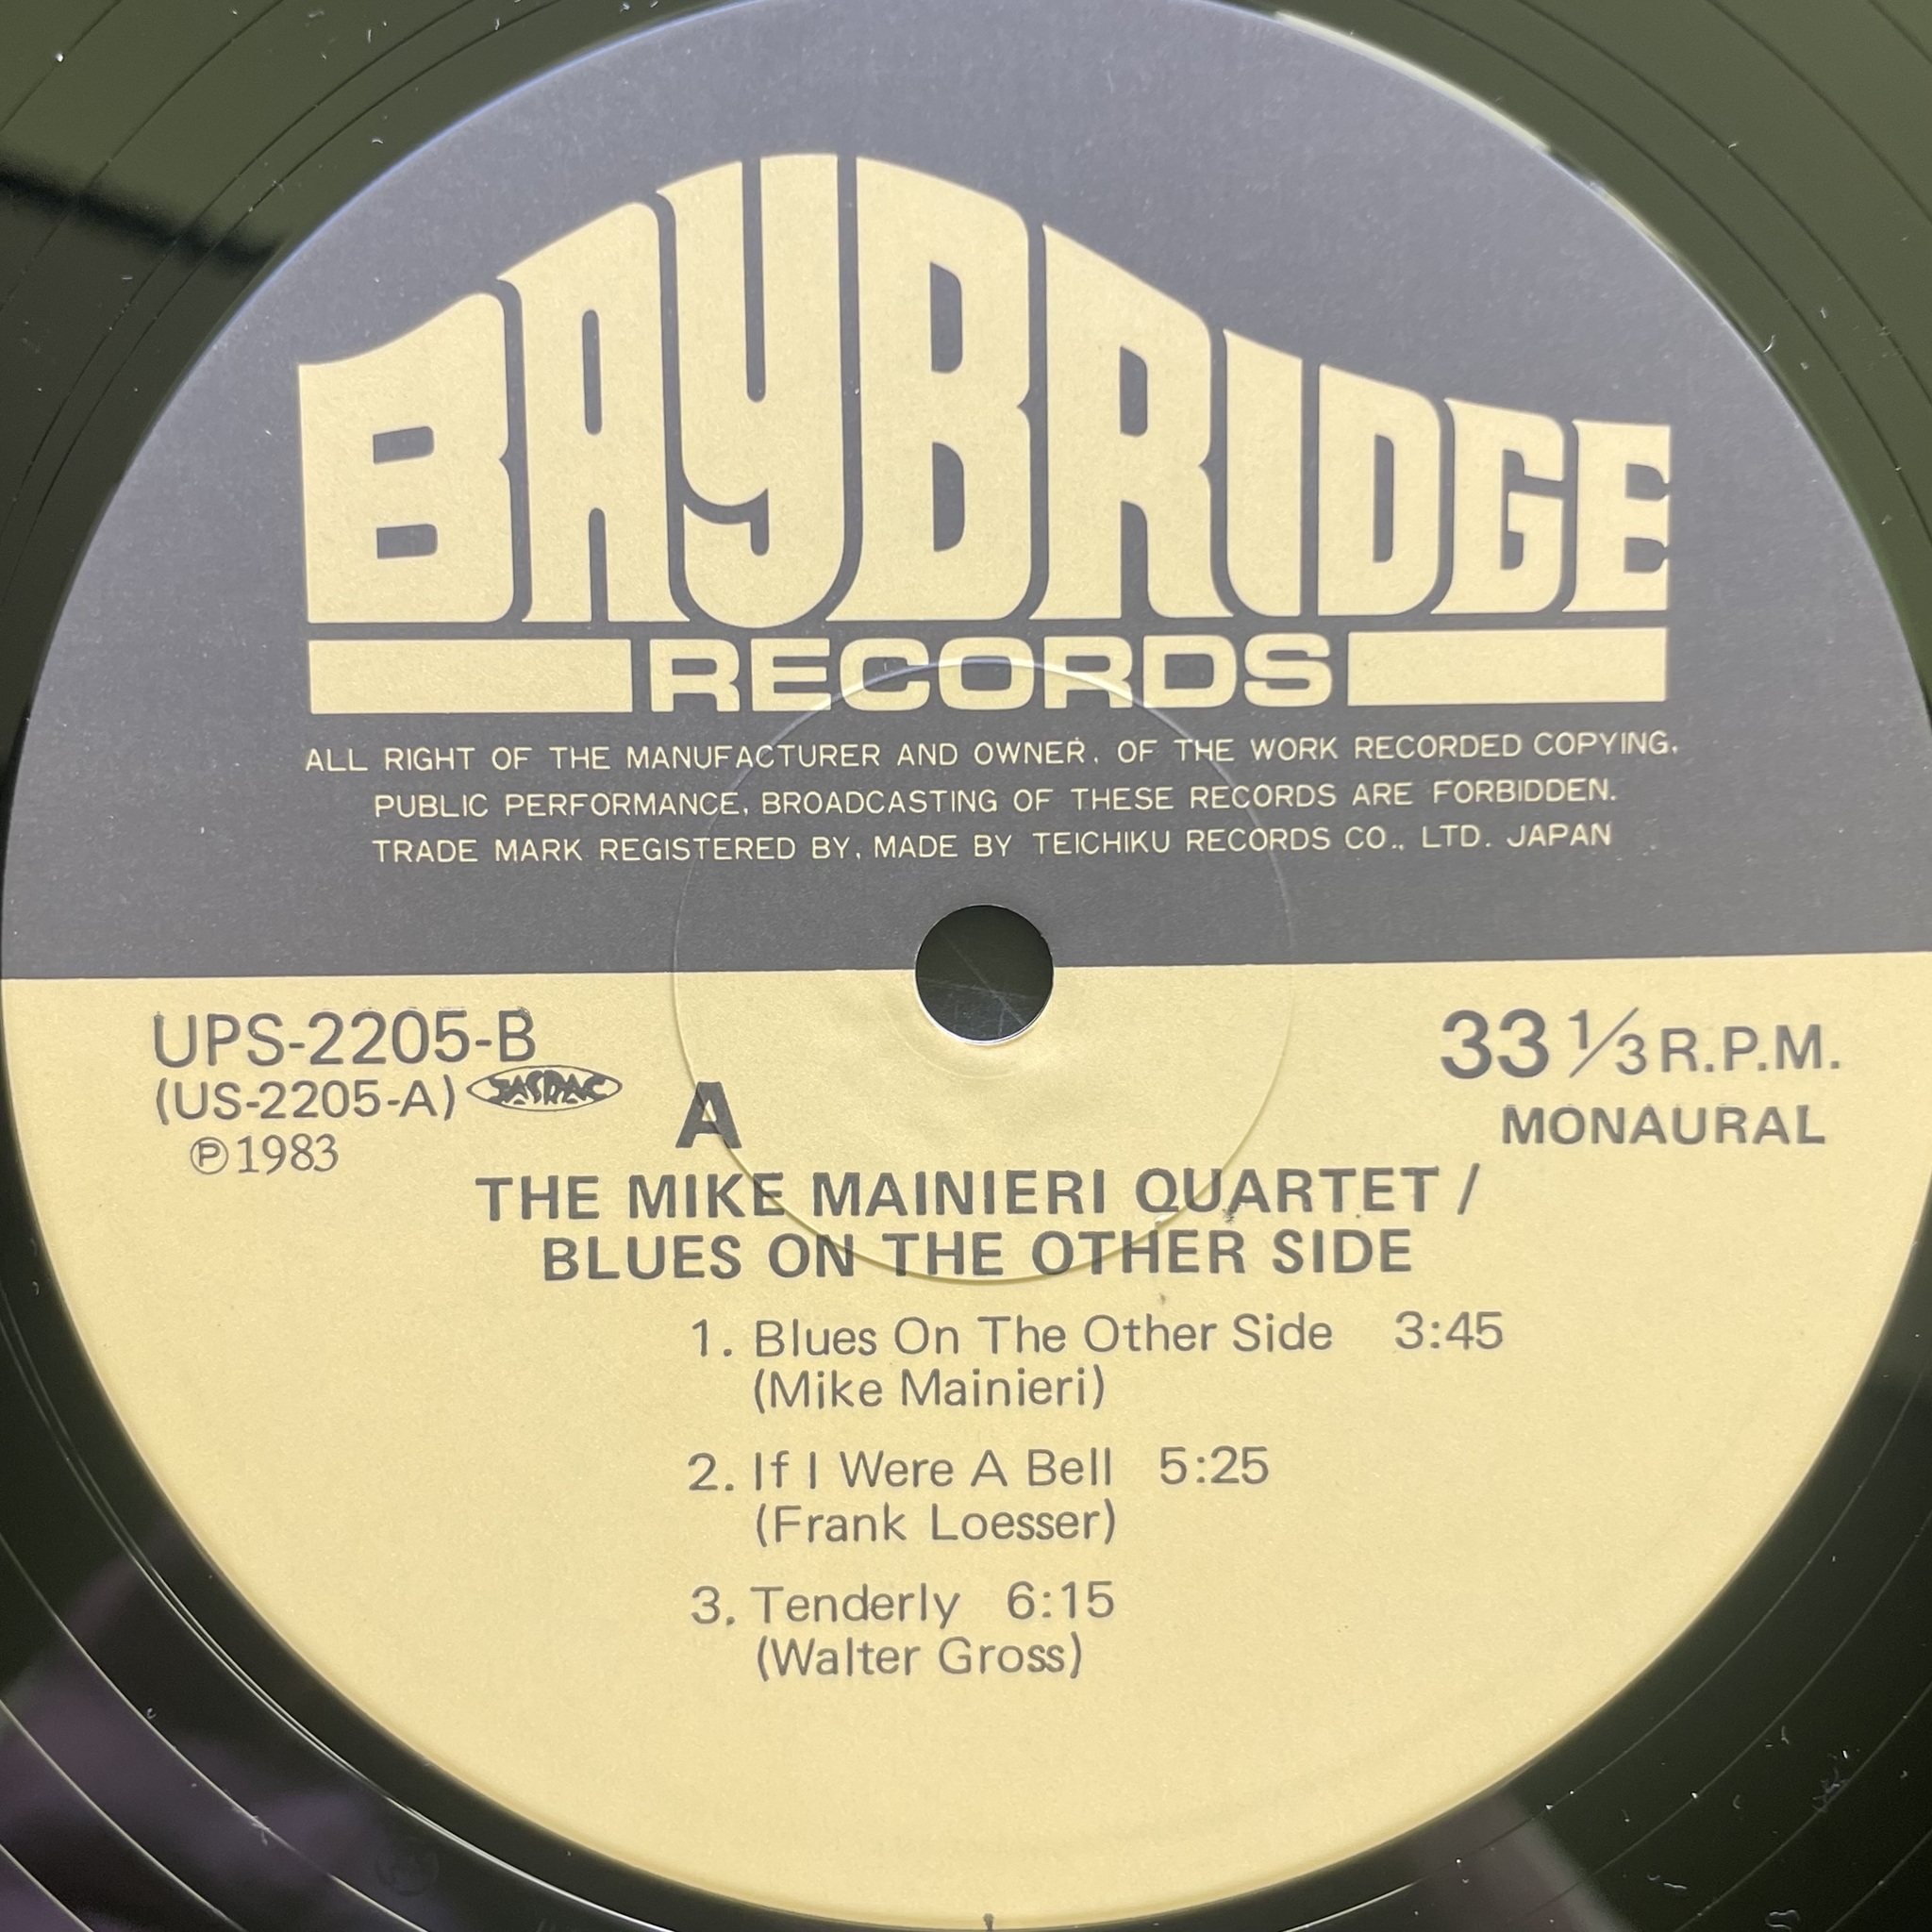 BAYBRIDGE
RECORDS
ALL RIGHT OF THE MANUFACTURER AND OWNER, OF THE WORK RECORDED COPYING,
PUBLIC PERFORMANCE, BROADCASTING OF THESE RECORDS ARE FORBIDDEN.
TRADE MARK REGISTERED BY, MADE BY TEICHIKU RECORDS CO., LTD. JAPAN
UPS-2205-B
(US-2205-A) JASRAC
℗1983
A
33 1/3 R.P.M.
MONAURAL
THE MIKE MAINIERI QUARTET /
BLUES ON THE OTHER SIDE
1. Blues On The Other Side 3:45
(Mike Mainieri)
2. If I Were A Bell 5:25
(Frank Loesser)
3. Tenderly 6:15
(Walter Gross)